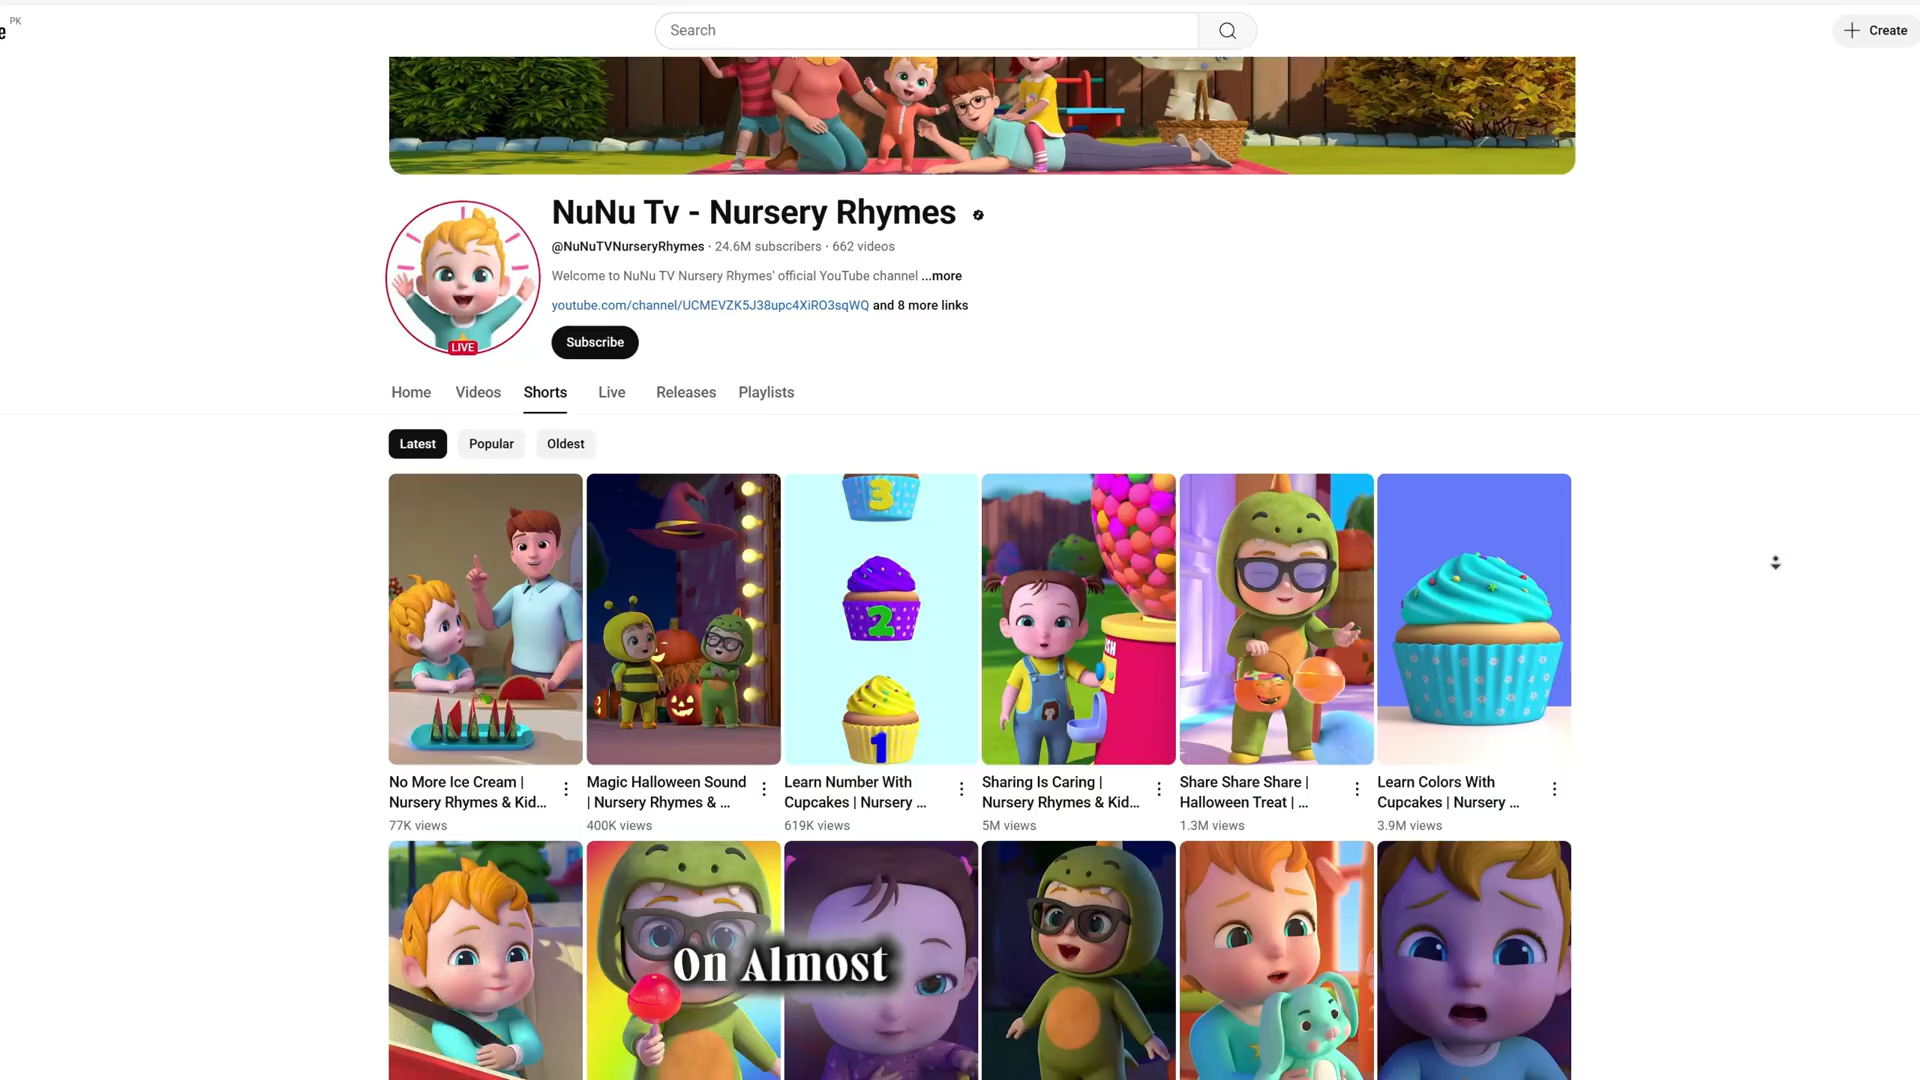 PK
e
Search
Create
NuNu Tv - Nursery Rhymes
@NuNuTVNurseryRhymes · 24.6M subscribers · 662 videos
Welcome to NuNu TV Nursery Rhymes' official YouTube channel ...more
youtube.com/channel/UCMEVZK5J38upc4XiRO3sqWQ and 8 more links
LIVE
Subscribe
Home Videos Shorts Live Releases Playlists
Latest Popular Oldest
3
2
1
No More Ice Cream |
Nursery Rhymes & Kid...
77K views
Magic Halloween Sound
| Nursery Rhymes & ...
400K views
Learn Number With
Cupcakes | Nursery ...
619K views
Sharing Is Caring |
Nursery Rhymes & Kid...
5M views
Share Share Share |
Halloween Treat | ...
1.3M views
Learn Colors With
Cupcakes | Nursery ...
3.9M views
On Almost